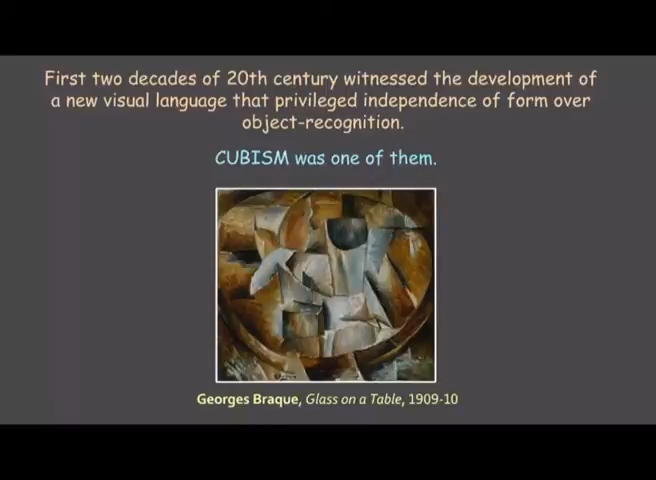 First two decades of 20th century witnessed the development of
a new visual language that privileged independence of form over
object-recognition.
CUBISM was one of them.
Georges Braque, Glass on a Table, 1909-10